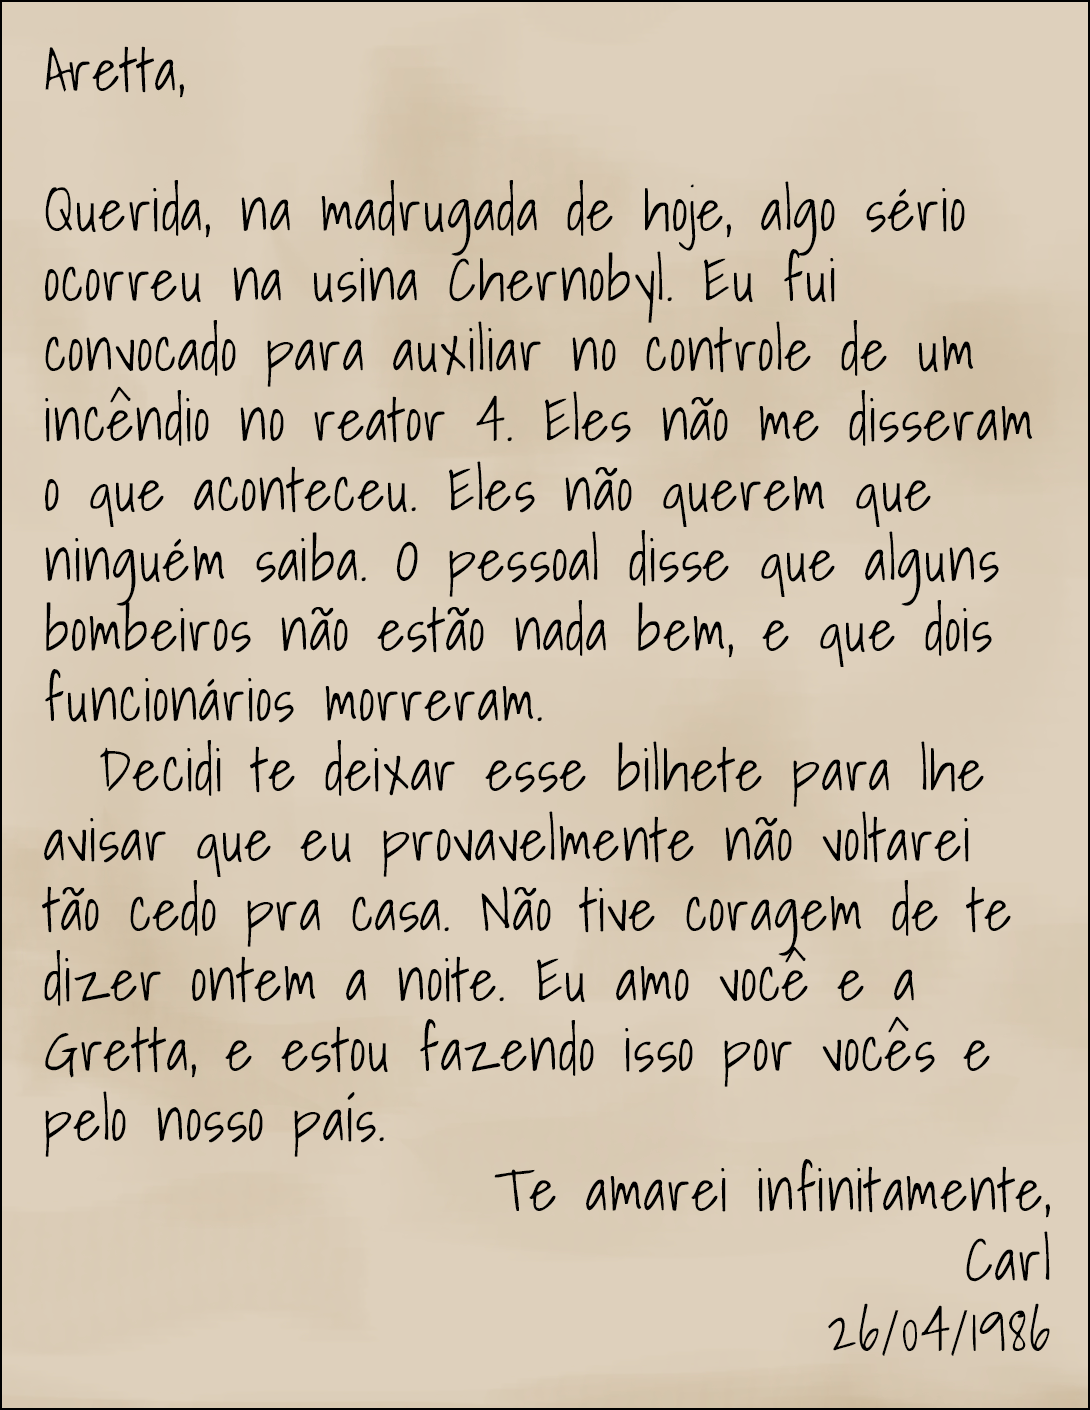 Aretta,
Querida, na madrugada de hoje, algo sério
ocorreu na usina Chernobyl. Eu fui
convocado para auxiliar no controle de um
incêndio no reator 4. Eles não me disseram
o que aconteceu. Eles não querem que
ninguém saiba. O pessoal disse que alguns
bombeiros não estão nada bem, e que dois
funcionários morreram.
Decidi te deixar esse bilhete para lhe
avisar que eu provavelmente não voltarei
tão cedo pra casa. Não tive coragem de te
dizer ontem a noite. Eu amo você e a
Gretta, e estou fazendo isso por vocês e
pelo nosso país.
Te amarei infinitamente,
Carl
26/04/1986